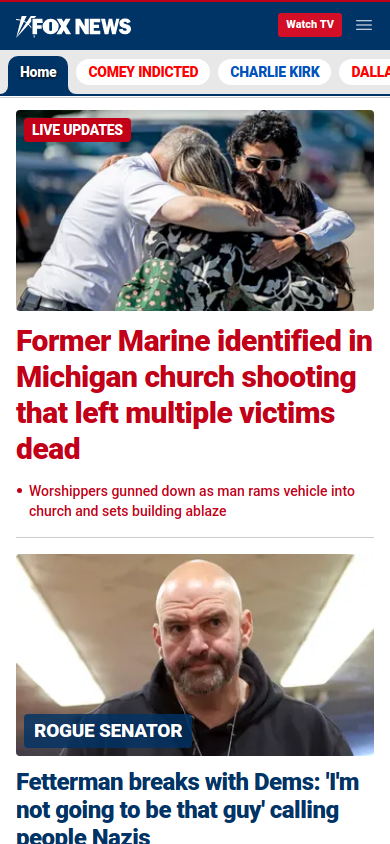 FOX NEWS
Watch TV
Home
COMEY INDICTED
CHARLIE KIRK
DALLA
LIVE UPDATES
Former Marine identified in
Michigan church shooting
that left multiple victims
dead
• Worshippers gunned down as man rams vehicle into
church and sets building ablaze
ROGUE SENATOR
Fetterman breaks with Dems: 'I'm
not going to be that guy' calling
people Nazis